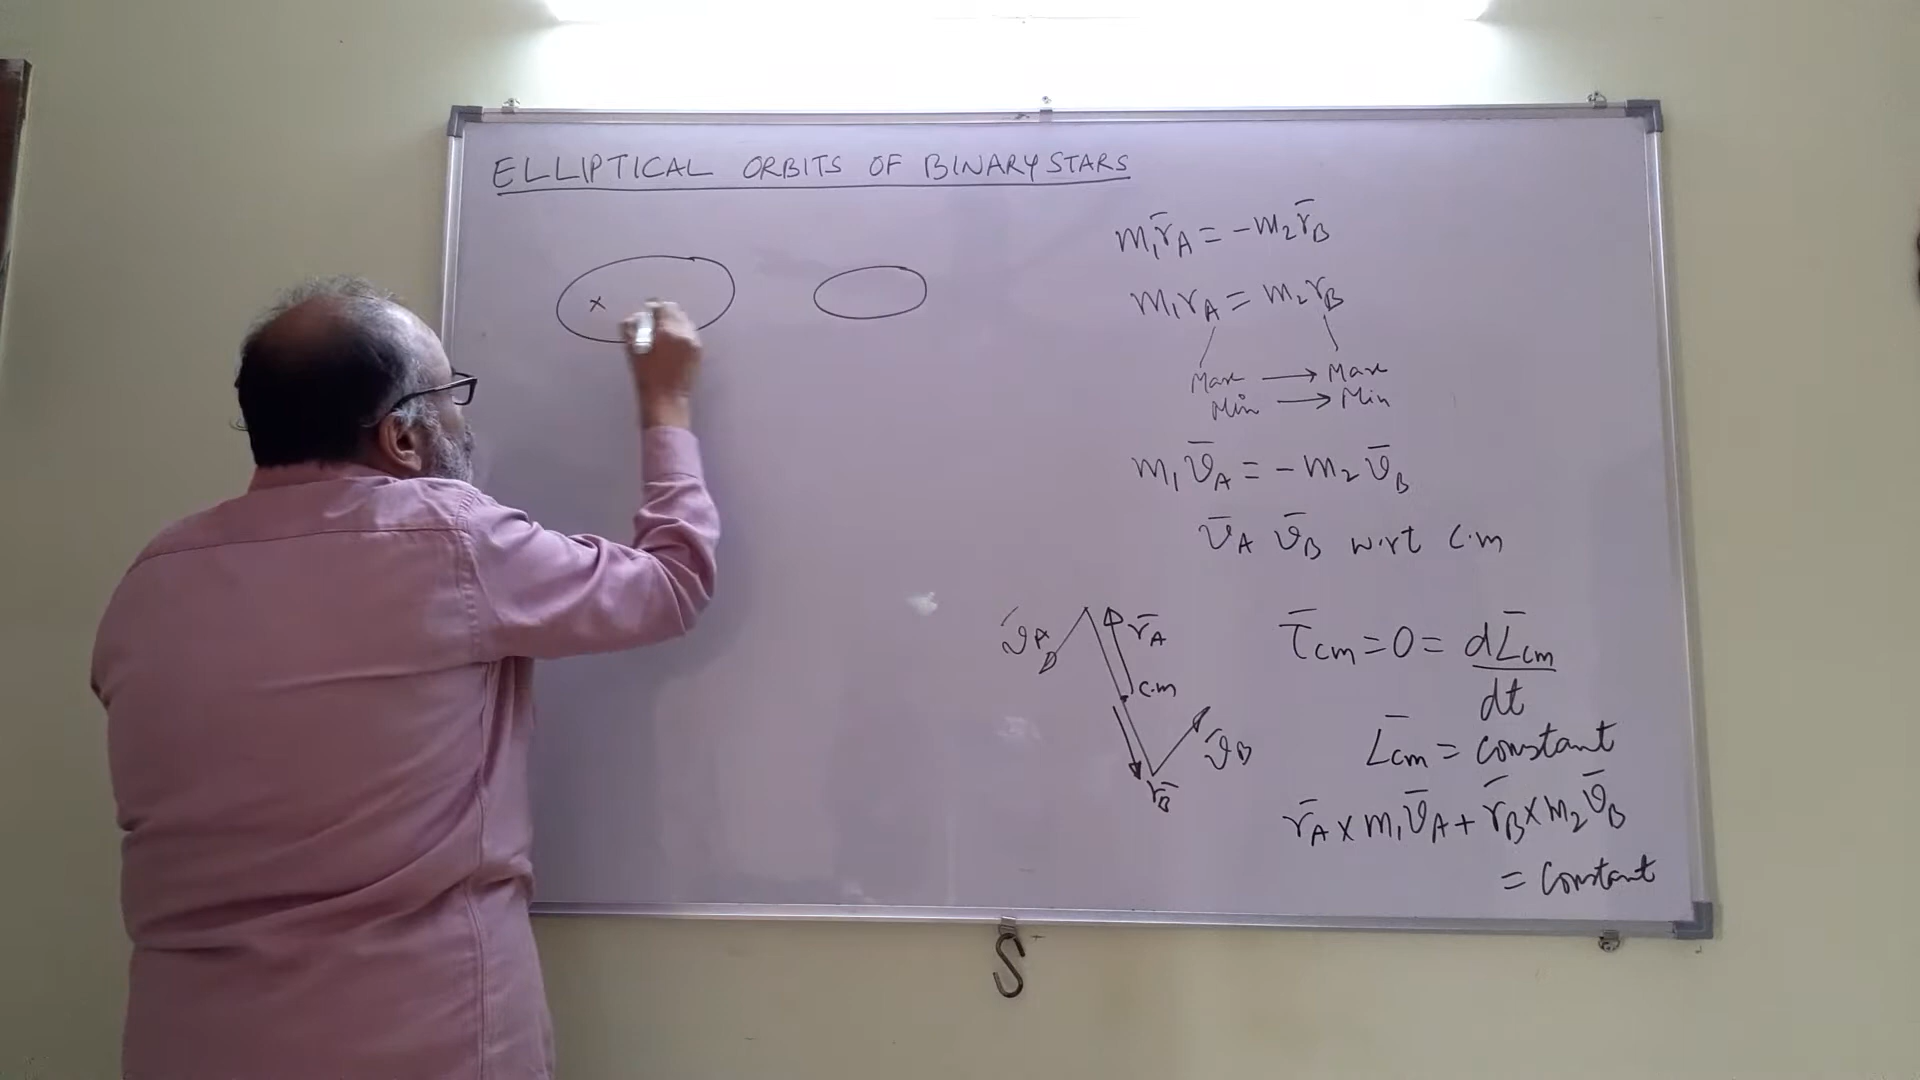 ELLIPTICAL ORBITS OF BINARY STARS
x
m₁r̄A = -m₂r̄B
m₁rA = m₂rB
Max → Max
Min → Min
m₁v̄A = -m₂v̄B
v̄A v̄B w.r.t C.m
v̄A
r̄A
C.m
v̄B
r̄B
τ̄cm = 0 = dL̄cm
dt
L̄cm = constant
r̄A x m₁v̄A + r̄B x m₂v̄B
= constant